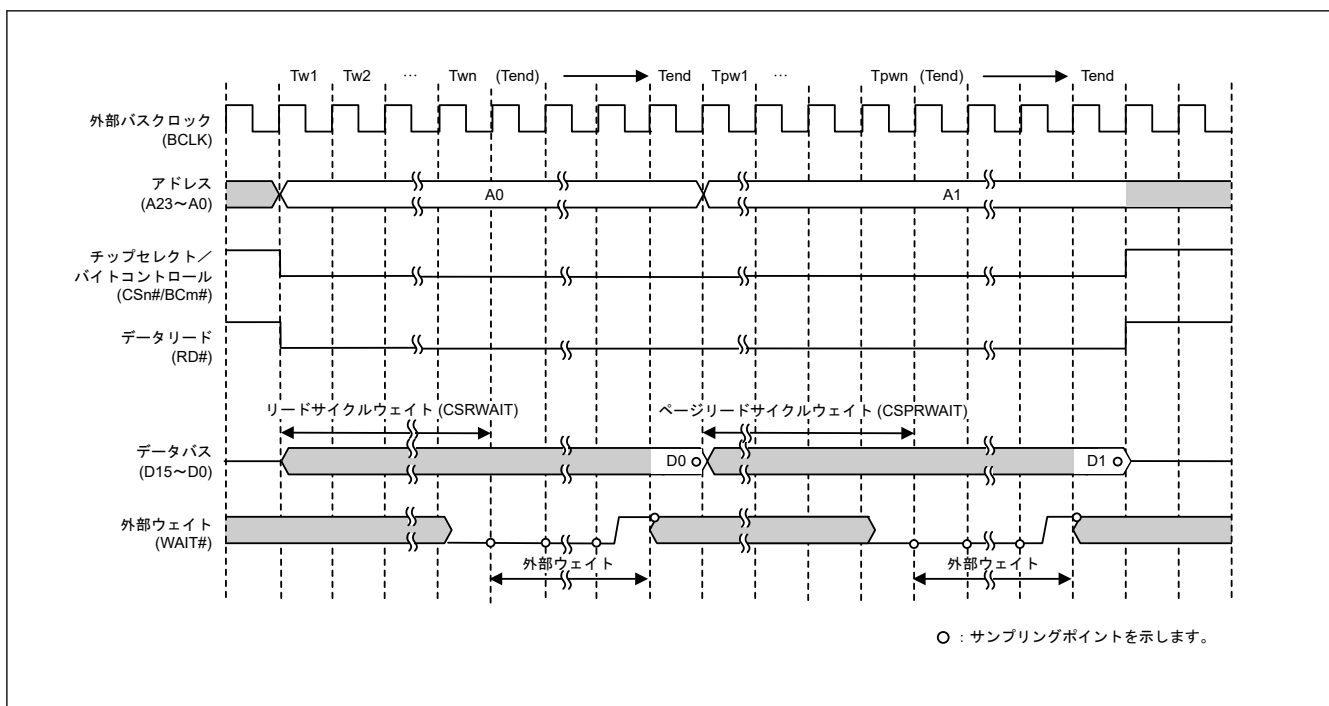 Tw1 Tw2 … Twn (Tend) Tend Tpw1 … Tpwn (Tend) Tend
外部バスクロック
(BCLK)
アドレス
(A23~A0)
A0 A1
チップセレクト/
バイトコントロール
(CSn#/BCm#)
データリード
(RD#)
リードサイクルウェイト (CSRWAIT) ページリードサイクルウェイト (CSPRWAIT)
データバス
(D15~D0)
D0 D1
外部ウェイト
(WAIT#)
外部ウェイト 外部ウェイト
:サンプリングポイントを示します。